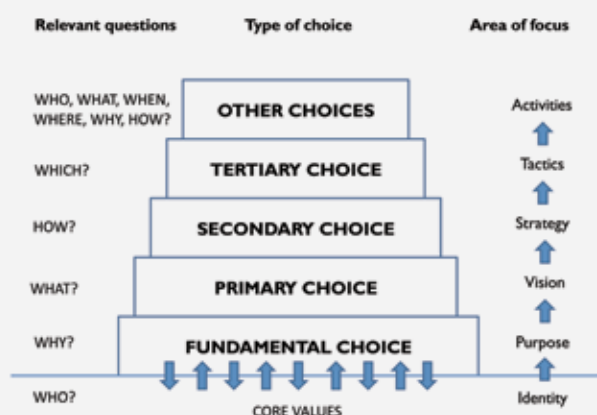 Relevant questions Type of choice Area of focus
WHO, WHAT, WHEN,
WHERE, WHY, HOW?
OTHER CHOICES
Activities
WHICH?
TERTIARY CHOICE
Tactics
HOW?
SECONDARY CHOICE
Strategy
WHAT?
PRIMARY CHOICE
Vision
WHY?
FUNDAMENTAL CHOICE
Purpose
WHO?
CORE VALUES
Identity